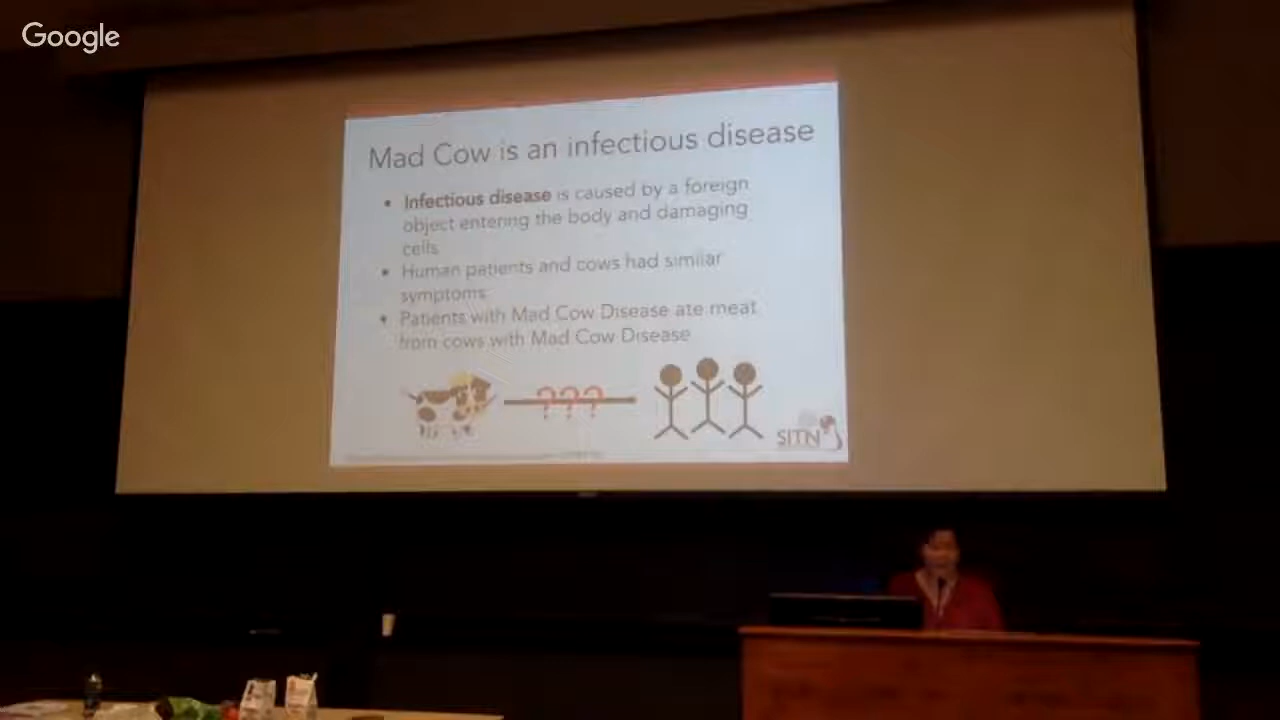 Google
Mad Cow is an infectious disease
• Infectious disease is caused by a foreign
object entering the body and damaging
cells
• Human patients and cows had similar
symptoms
• Patients with Mad Cow Disease ate meat
from cows with Mad Cow Disease
???
SITN